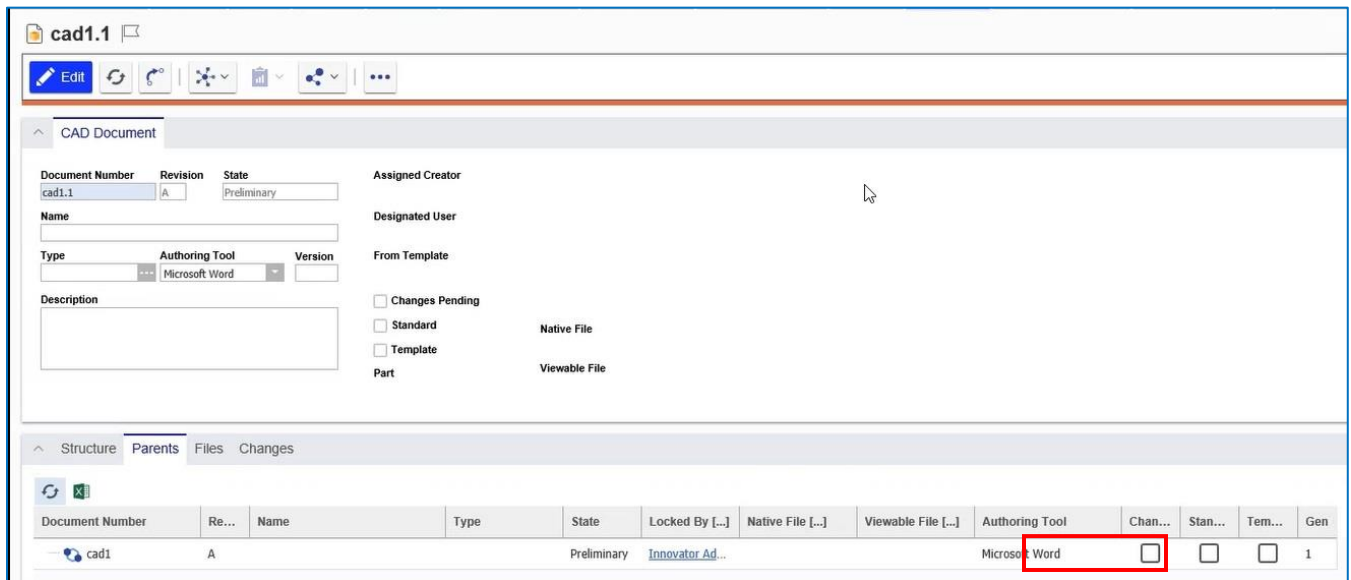 cad1.1
Edit
CAD Document
Document Number Revision State Assigned Creator
cad1.1 A Preliminary
Name Designated User
Type Authoring Tool Version From Template
Microsoft Word
Description Changes Pending
Standard Native File
Template
Part Viewable File
Structure Parents Files Changes
Document Number Re... Name Type State Locked By [...] Native File [...] Viewable File [...] Authoring Tool Chan... Stan... Tem... Gen
cad1 A Preliminary Innovator Ad... Microsoft Word 1